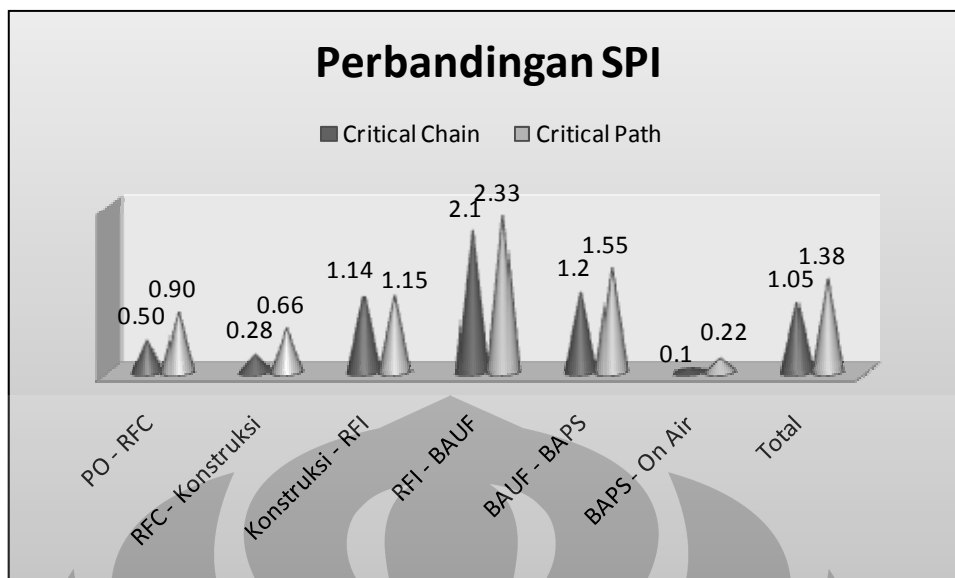 Perbandingan SPI
Critical Chain Critical Path
0.50 0.90 0.28 0.66 1.14 1.15 2.1 2.33 1.2 1.55 0.1 0.22 1.05 1.38
PO - RFC
RFC - Konstruksi
Konstruksi - RFI
RFI - BAUF
BAUF - BAPS
BAPS - On Air
Total